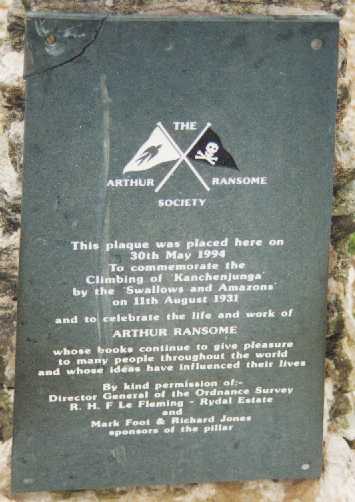 THE
ARTHUR RANSOME
SOCIETY
This plaque was placed here on
30th May 1994
To commemorate the
Climbing of 'Kanchenjunga'
by the 'Swallows and Amazons'
on 11th August 1931
and to celebrate the life and work of
ARTHUR RANSOME
whose books continue to give pleasure
to many people throughout the world
and whose ideas have influenced their lives
By kind permission of:-
Director General of the Ordnance Survey
R. H. F Le Fleming - Rydal Estate
and
Mark Foot & Richard Jones
sponsors of the pillar